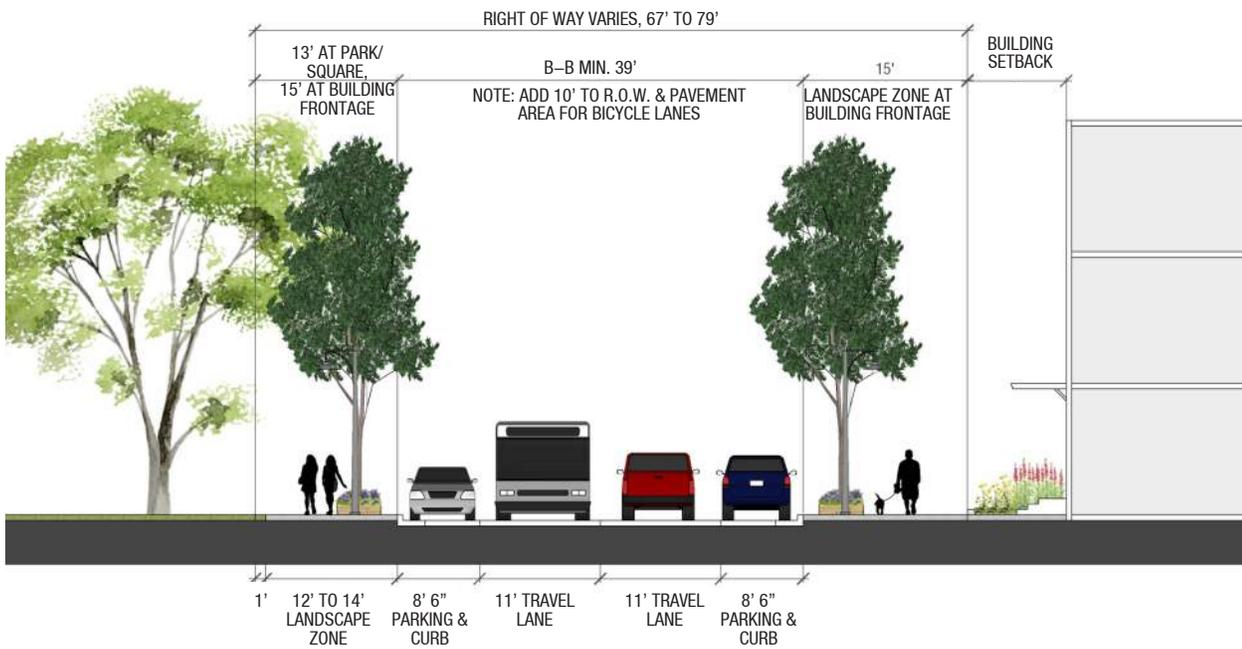 RIGHT OF WAY VARIES, 67’ TO 79’
13’ AT PARK/
SQUARE,
15’ AT BUILDING
FRONTAGE
B–B MIN. 39’
NOTE: ADD 10’ TO R.O.W. & PAVEMENT
AREA FOR BICYCLE LANES
15'
LANDSCAPE ZONE AT
BUILDING FRONTAGE
BUILDING
SETBACK
1’
12’ TO 14’
LANDSCAPE
ZONE
8’ 6”
PARKING &
CURB
11’ TRAVEL
LANE
11’ TRAVEL
LANE
8’ 6”
PARKING &
CURB